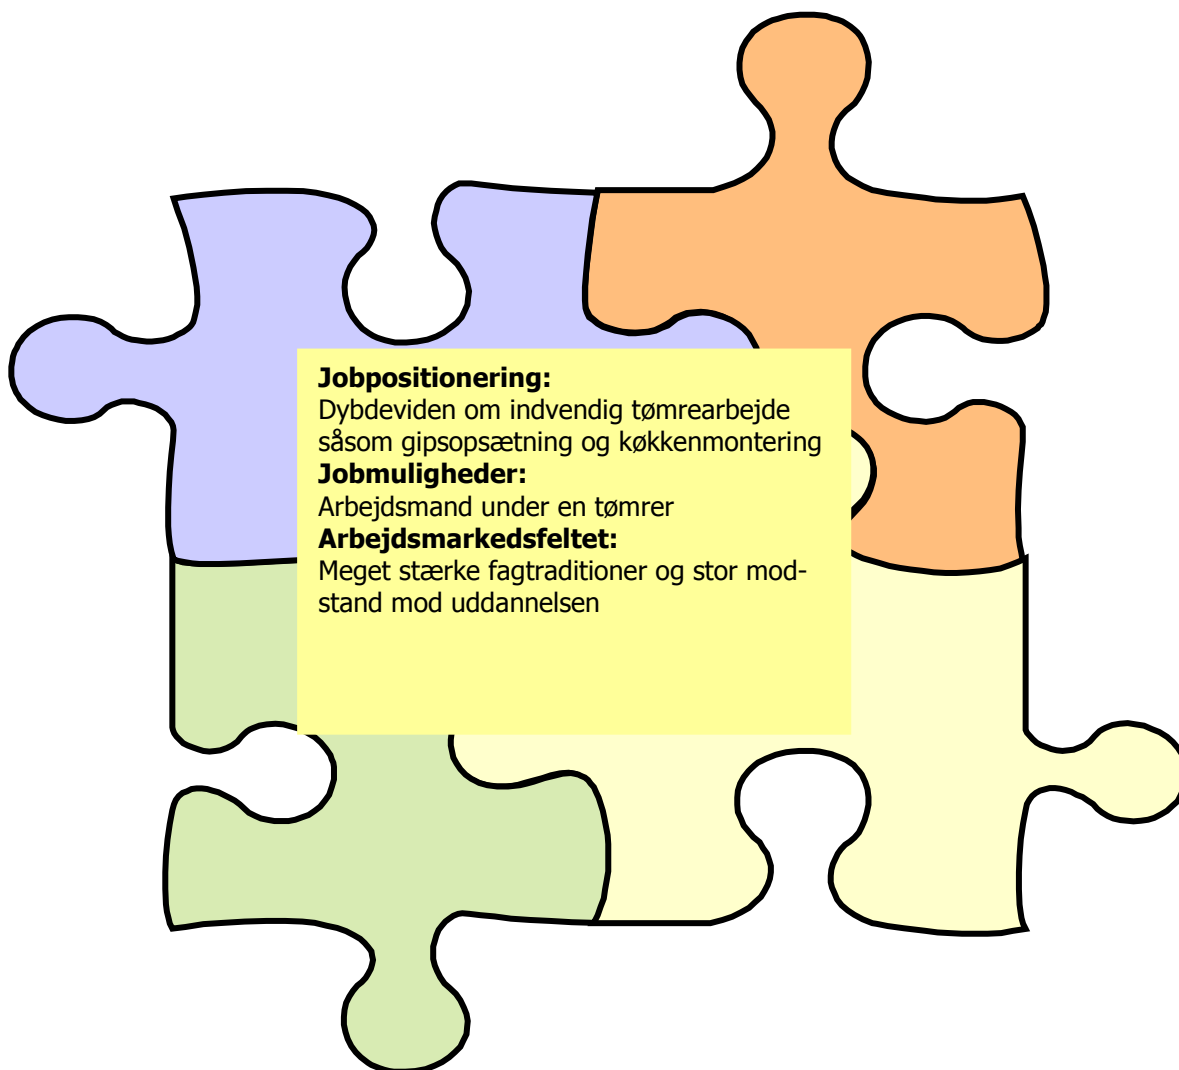 Jobpositionering:
Dybdeviden om indvendig tømrearbejde
såsom gipsopsætning og køkkenmontering
Jobmuligheder:
Arbejdsmand under en tømrer
Arbejdsmarkedsfeltet:
Meget stærke fagtraditioner og stor mod-
stand mod uddannelsen